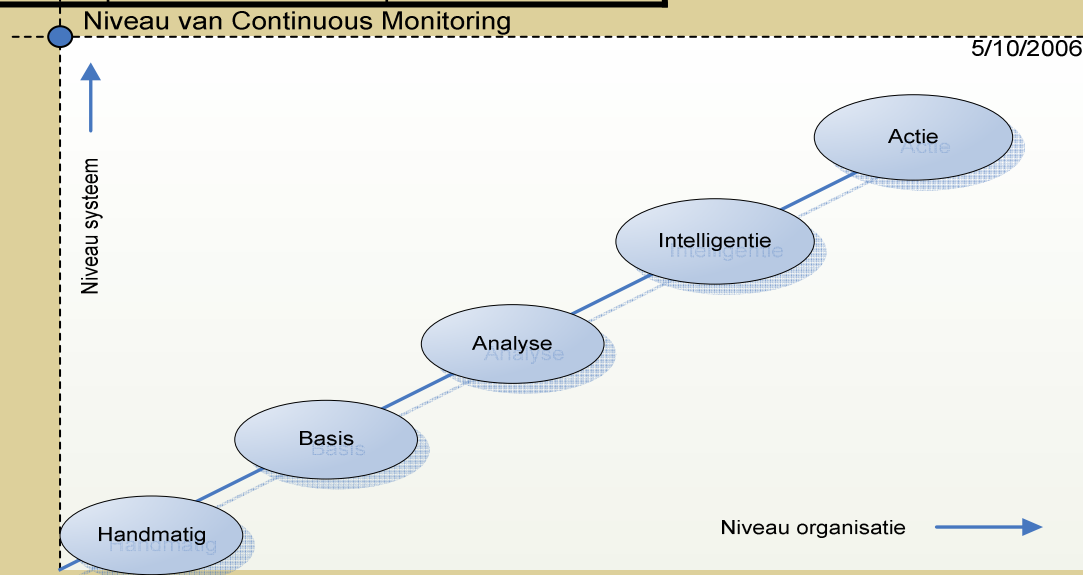 Niveau van Continuous Monitoring
5/10/2006
Niveau systeem
Actie
Intelligentie
Analyse
Basis
Handmatig
Niveau organisatie